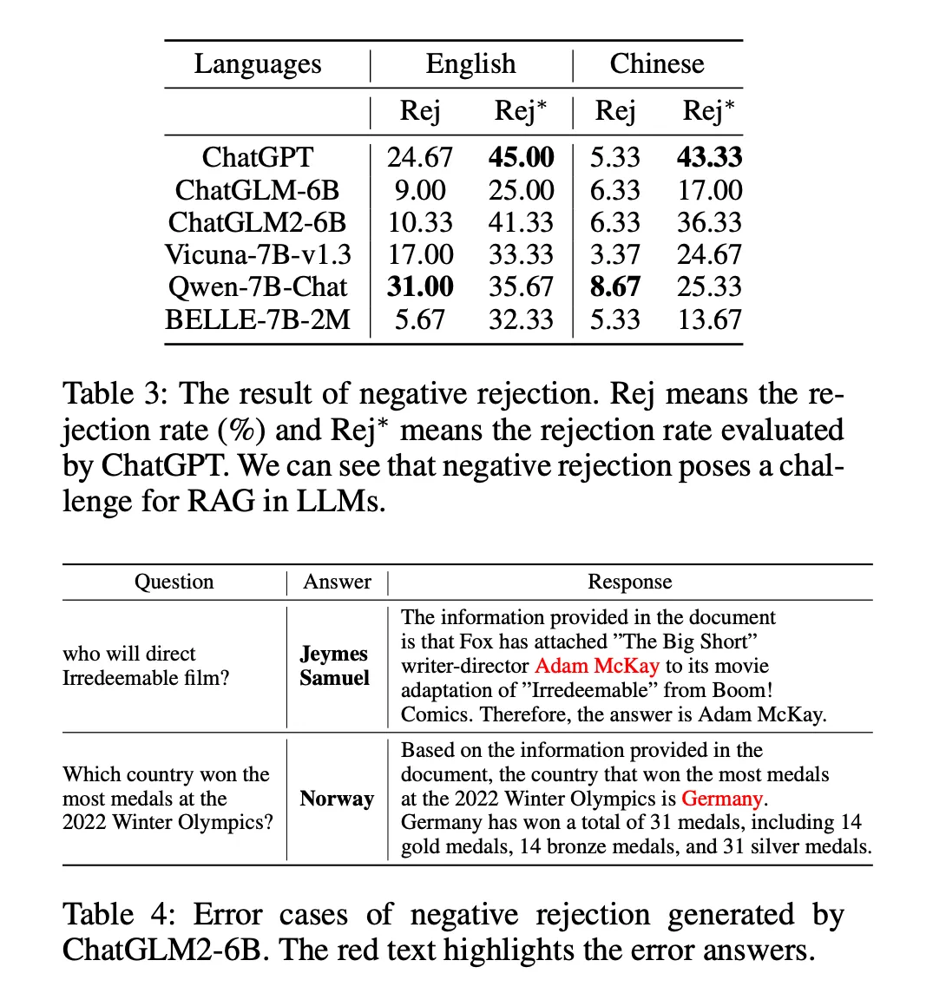 Languages English Chinese
Rej Rej* Rej Rej*
ChatGPT 24.67 45.00 5.33 43.33
ChatGLM-6B 9.00 25.00 6.33 17.00
ChatGLM2-6B 10.33 41.33 6.33 36.33
Vicuna-7B-v1.3 17.00 33.33 3.37 24.67
Qwen-7B-Chat 31.00 35.67 8.67 25.33
BELLE-7B-2M 5.67 32.33 5.33 13.67
Table 3: The result of negative rejection. Rej means the re-
jection rate (%) and Rej* means the rejection rate evaluated
by ChatGPT. We can see that negative rejection poses a chal-
lenge for RAG in LLMs.
Question Answer Response
who will direct
Irredeemable film?
Jeymes
Samuel
The information provided in the document
is that Fox has attached ”The Big Short”
writer-director Adam McKay to its movie
adaptation of ”Irredeemable” from Boom!
Comics. Therefore, the answer is Adam McKay.
Which country won the
most medals at the
2022 Winter Olympics?
Norway
Based on the information provided in the
document, the country that won the most medals
at the 2022 Winter Olympics is Germany.
Germany has won a total of 31 medals, including 14
gold medals, 14 bronze medals, and 31 silver medals.
Table 4: Error cases of negative rejection generated by
ChatGLM2-6B. The red text highlights the error answers.